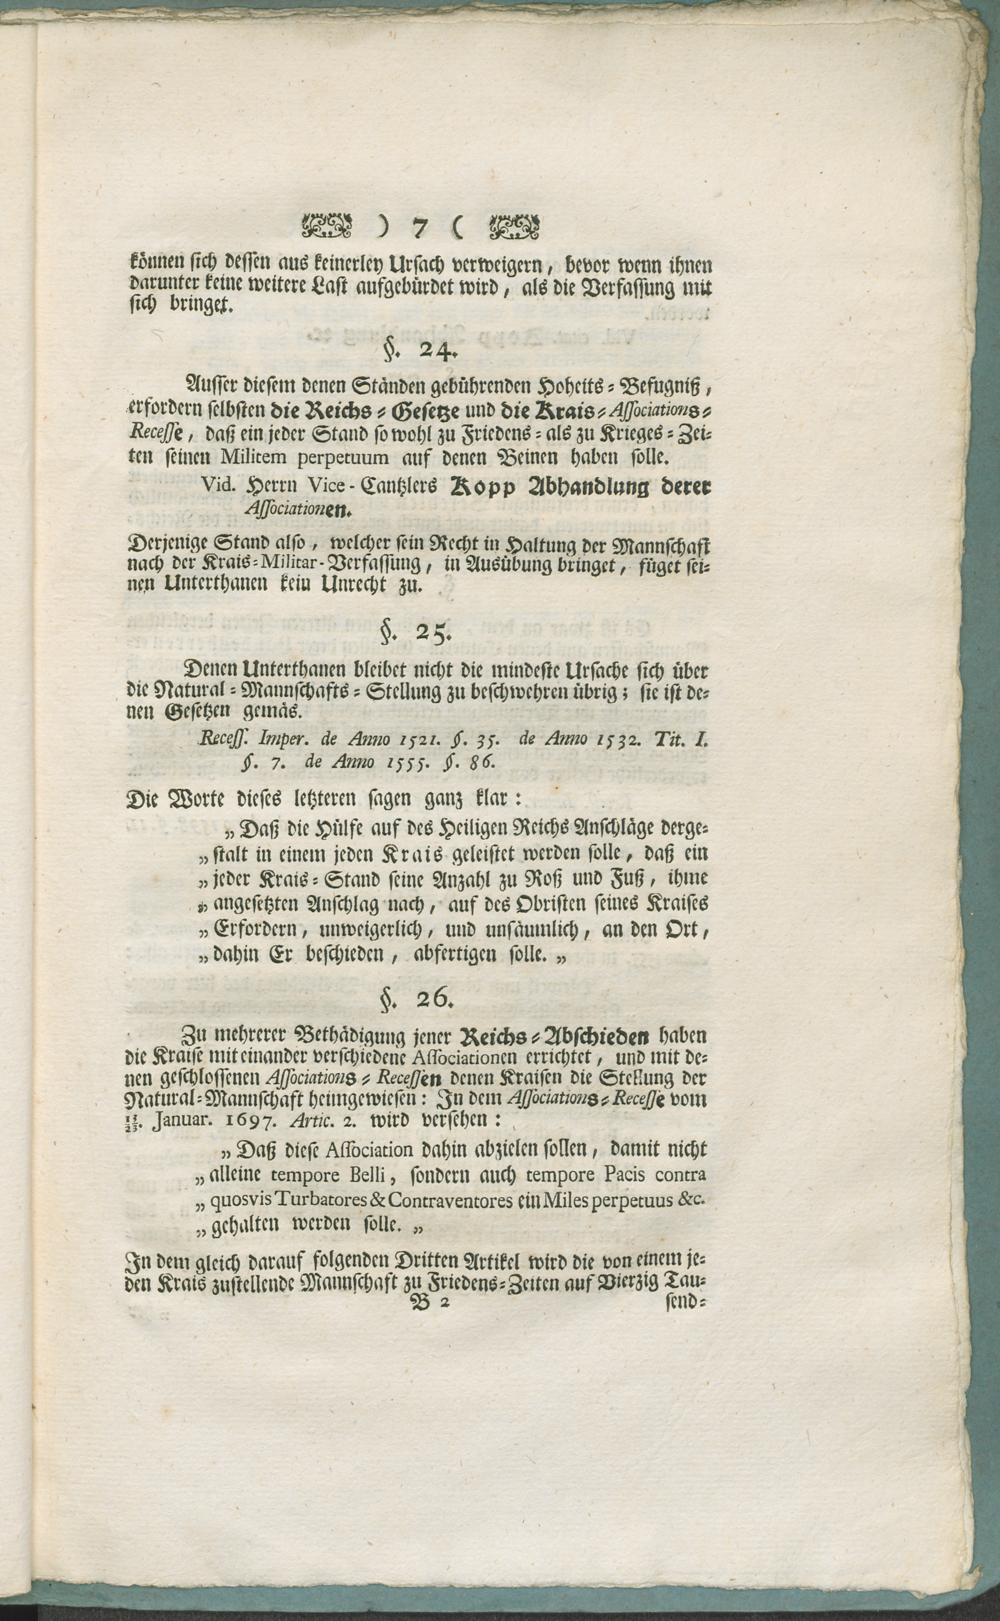 ) 7 (
können sich dessen aus keinerley Ursach verweigern, bevor wenn ihnen
darunter keine weitere Last aufgebürdet wird, als die Verfassung mit
sich bringet.
§. 24.
Ausser diesem denen Ständen gebührenden Hoheits-Befugniß,
erfordern selbsten die Reichs-Gesetze und die Krais-Associations-
Recesse, daß ein jeder Stand so wohl zu Friedens- als zu Krieges-Zei-
ten seinen Militem perpetuum auf denen Beinen haben solle.
Vid. Herrn Vice-Cantzlers Kopp Abhandlung derer
Associationen.
Derjenige Stand also, welcher sein Recht in Haltung der Mannschaft
nach der Krais-Militar-Verfassung, in Ausübung bringet, füget sei-
nen Unterthanen kein Unrecht zu.
§. 25.
Denen Unterthanen bleibet nicht die mindeste Ursache sich über
die Natural-Mannschafts-Stellung zu beschwehren übrig; sie ist de-
nen Gesetzen gemäs.
Recess. Imper. de Anno 1521. §. 35. de Anno 1532. Tit. I.
§. 7. de Anno 1555. §. 86.
Die Worte dieses letzteren sagen ganz klar:
„ Daß die Hülfe auf des Heiligen Reichs Anschläge derge-
„ stalt in einem jeden Krais geleistet werden solle, daß ein
„ jeder Krais-Stand seine Anzahl zu Roß und Fuß, ihme
„ angesetzten Anschlag nach, auf des Obristen seines Kraises
„ Erfordern, unweigerlich, und unsäumlich, an den Ort,
„ dahin Er beschieden, abfertigen solle. „
§. 26.
Zu mehrerer Bethädigung jener Reichs-Abschieden haben
die Kraise miteinander verschiedene Associationen errichtet, und mit de-
nen geschlossenen Associations-Recessen denen Kraisen die Stellung der
Natural-Mannschaft heimgewiesen: In dem Associations-Recesse vom
13/23. Januar. 1697. Artic. 2. wird versehen:
„ Daß diese Association dahin abzielen sollen, damit nicht
„ alleine tempore Belli, sondern auch tempore Pacis contra
„ quosvis Turbatores & Contraventores ein Miles perpetuus &c.
„ gehalten werden solle. „
In dem gleich darauf folgenden Dritten Artikel wird die von einem je-
den Krais zustellende Mannschaft zu Friedens-Zeiten auf Vierzig Tau-
B 2 send-